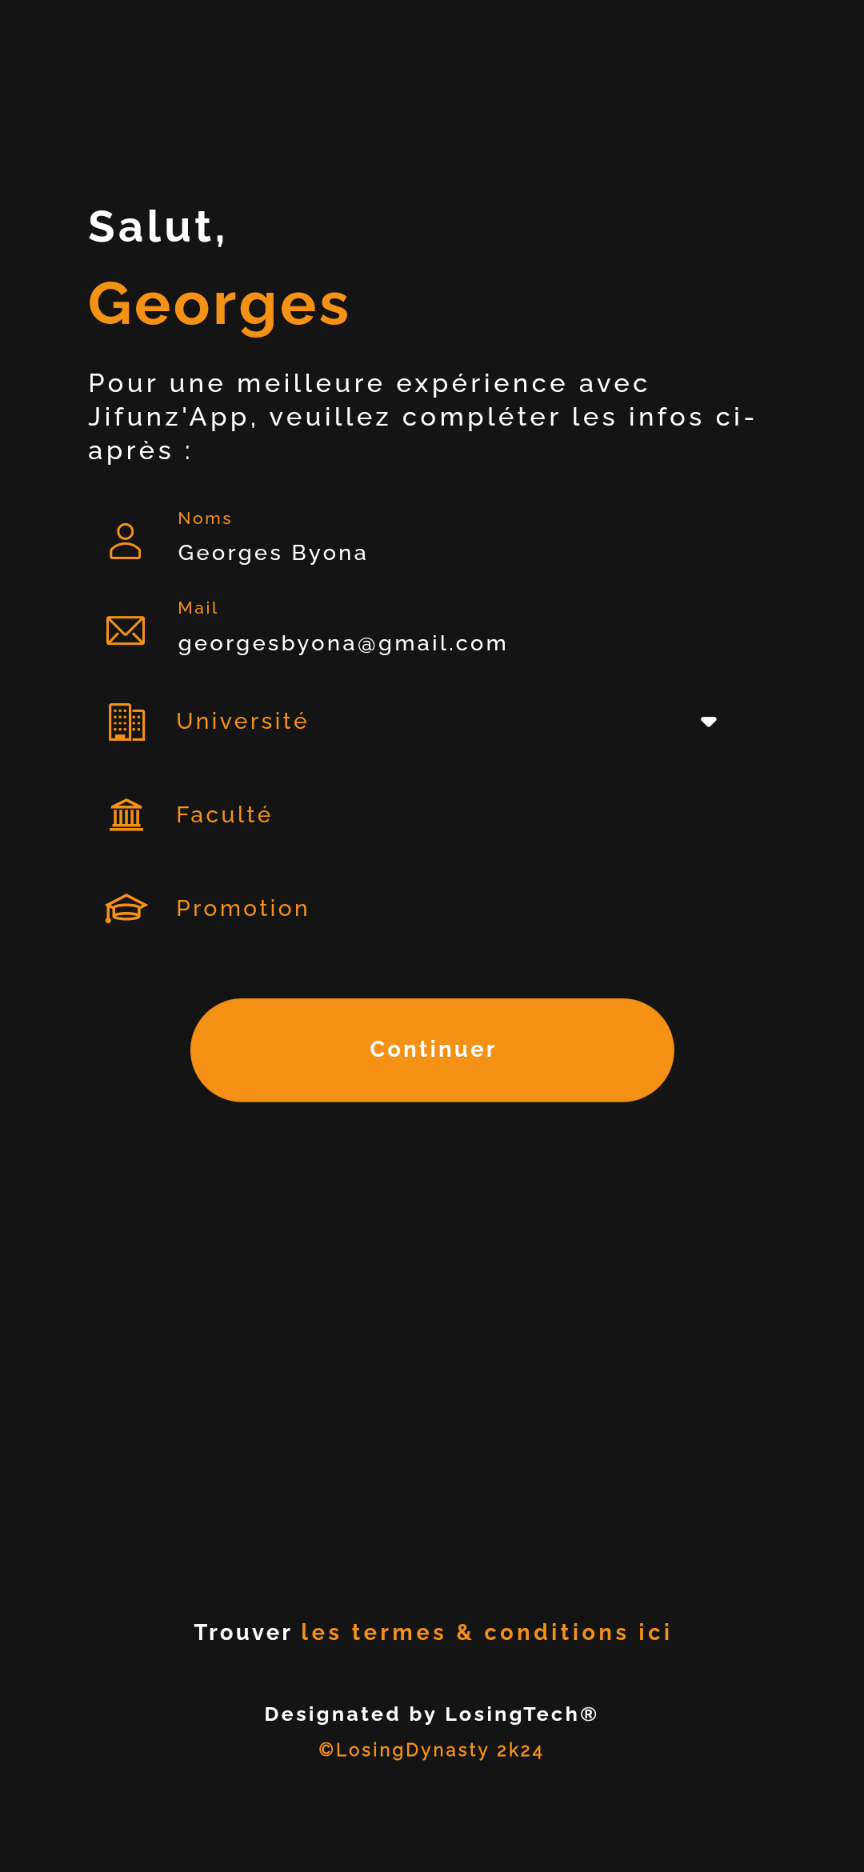 Salut,
Georges
Pour une meilleure expérience avec
Jifunz'App, veuillez compléter les infos ci-
après :
Noms
Georges Byona
Mail
georgesbyona@gmail.com
Université
Faculté
Promotion
Continuer
Trouver les termes & conditions ici
Designated by LosingTech®
©LosingDynasty 2k24